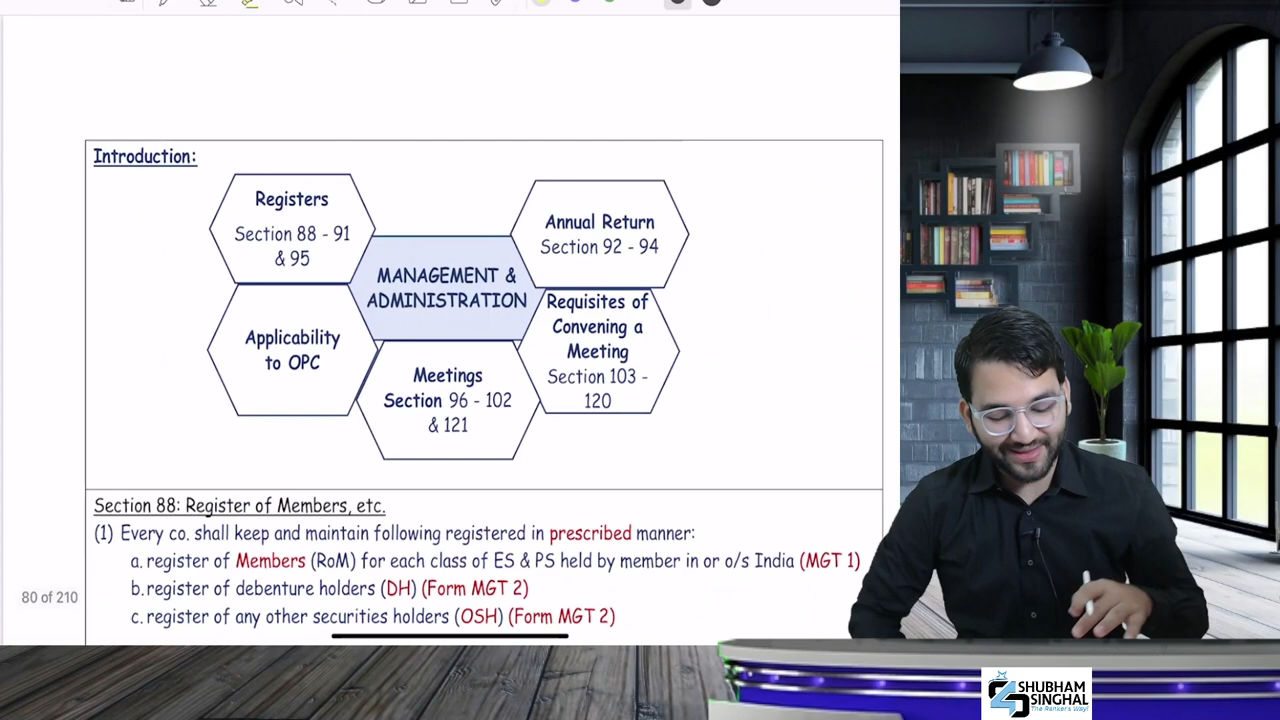 Introduction:
Registers
Section 88 - 91
& 95
Annual Return
Section 92 - 94
MANAGEMENT &
ADMINISTRATION
Requisites of
Convening a
Meeting
Section 103 -
120
Applicability
to OPC
Meetings
Section 96 - 102
& 121
Section 88: Register of Members, etc.
(1) Every co. shall keep and maintain following registered in prescribed manner:
a. register of Members (RoM) for each class of ES & PS held by member in or o/s India (MGT 1)
b. register of debenture holders (DH) (Form MGT 2)
c. register of any other securities holders (OSH) (Form MGT 2)
80 of 210
SHUBHAM
SINGHAL
The Ranker's Way!